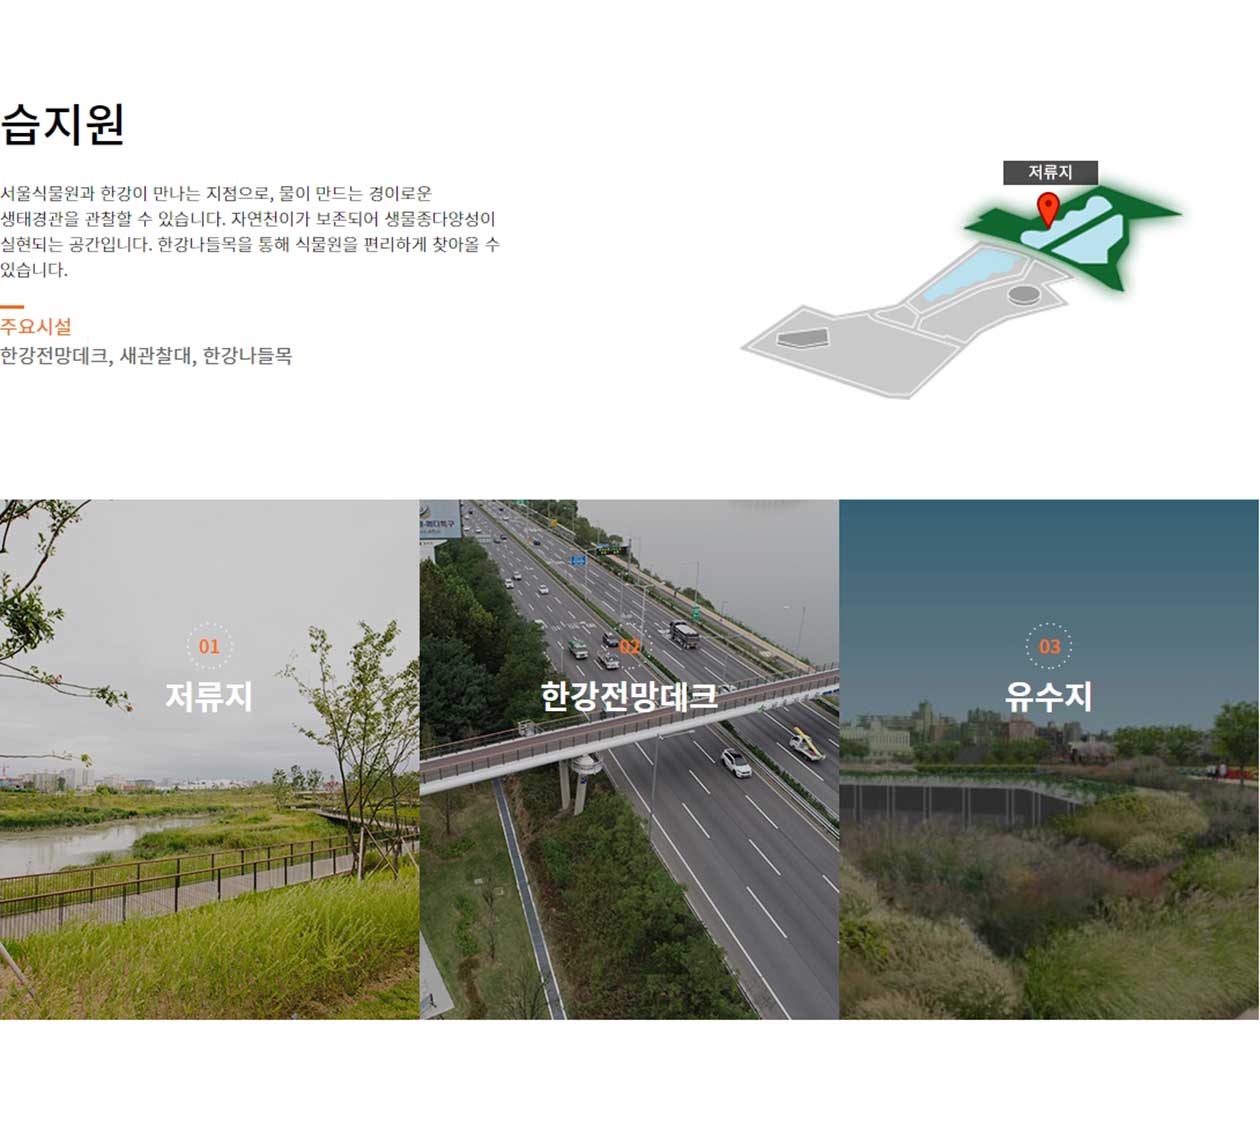 습지원
서울식물원과 한강이 만나는 지점으로, 물이 만드는 경이로운
생태경관을 관찰할 수 있습니다. 자연천이가 보존되어 생물종다양성이
실현되는 공간입니다. 한강나들목을 통해 식물원을 편리하게 찾아올 수
있습니다.
주요시설
한강전망데크, 새관찰대, 한강나들목
저류지
01
저류지
02
한강전망데크
03
유수지